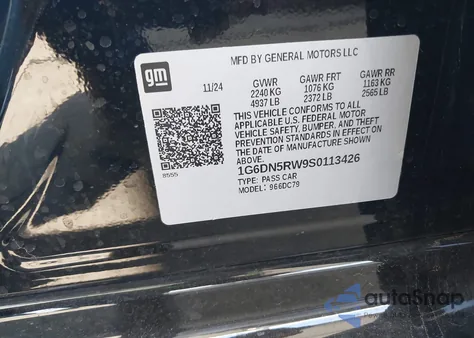 MFD BY GENERAL MOTORS LLC
gm
11/24 GVWR GAWR FRT GAWR RR
2240 KG 1076 KG 1163 KG
4937 LB 2372 LB 2565 LB
THIS VEHICLE CONFORMS TO ALL
APPLICABLE U.S. FEDERAL MOTOR
VEHICLE SAFETY, BUMPER, AND THEFT
PREVENTION STANDARDS IN EFFECT ON
THE DATE OF MANUFACTURE SHOWN
ABOVE.
8555
1G6DN5RW9S0113426
TYPE: PASS CAR
MODEL: 966DC79
autoSnap